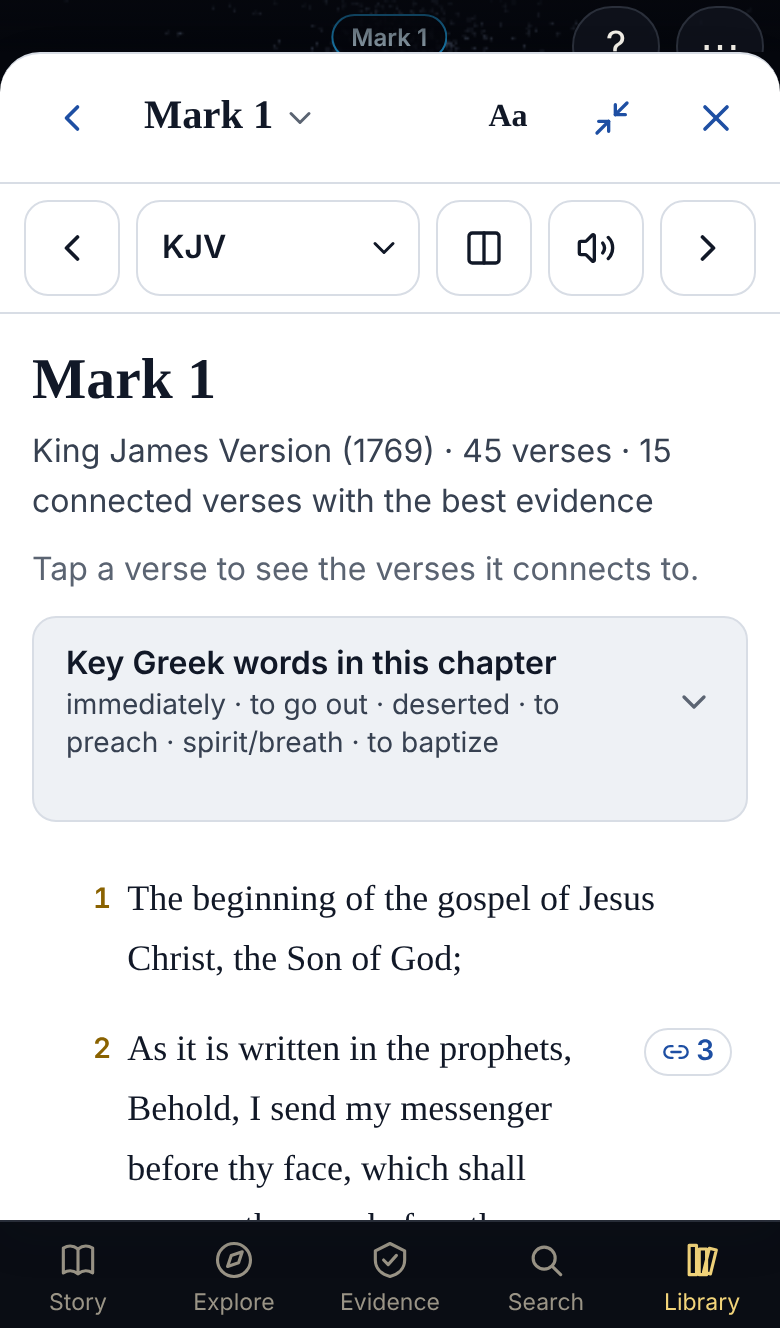 Mark 1
?
...
Mark 1
Aa
KJV
Mark 1
King James Version (1769) · 45 verses · 15
connected verses with the best evidence
Tap a verse to see the verses it connects to.
Key Greek words in this chapter
immediately · to go out · deserted · to
preach · spirit/breath · to baptize
1 The beginning of the gospel of Jesus
Christ, the Son of God;
2 As it is written in the prophets,
3
Behold, I send my messenger
before thy face, which shall
Story
Explore
Evidence
Search
Library